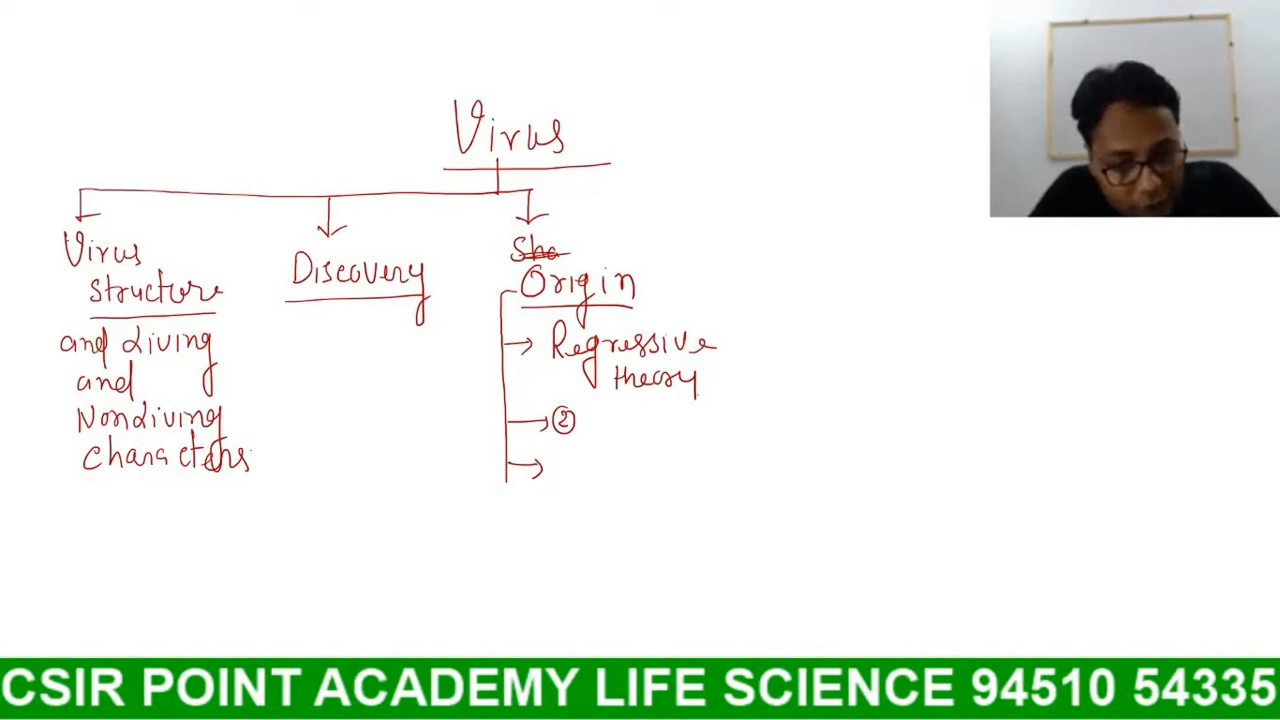 Virus
Virus
structure
and Living
and
NonLiving
characters
Discovery
Origin
Regressive
theory
②
CSIR POINT ACADEMY LIFE SCIENCE 94510 54335